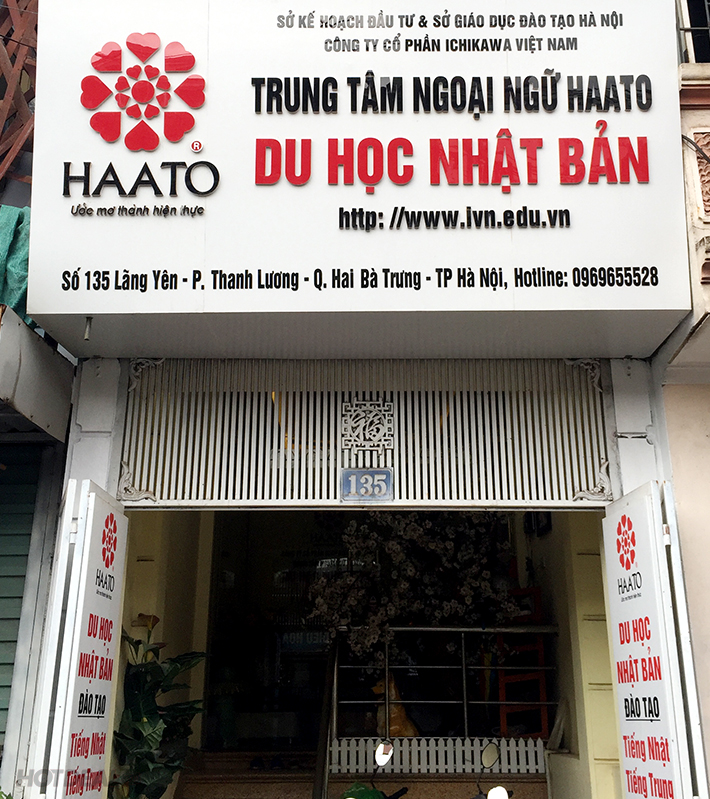 SỞ KẾ HOẠCH ĐẦU TƯ & SỞ GIÁO DỤC ĐÀO TẠO HÀ NỘI
CÔNG TY CỔ PHẦN ICHIKAWA VIỆT NAM
TRUNG TÂM NGOẠI NGỮ HAATO
DU HỌC NHẬT BẢN
http: //www.ivn.edu.vn
®
HAATO
Ước mơ thành hiện thực
Số 135 Lãng Yên - P. Thanh Lương - Q. Hai Bà Trưng - TP Hà Nội, Hotline: 0969655528
福
135
HAATO
DU HỌC
NHẬT BẢN
ĐÀO TẠO
Tiếng Nhật
Tiếng Trung
HAATO
DU HỌC
NHẬT BẢN
ĐÀO TẠO
Tiếng Nhật
Tiếng Trung